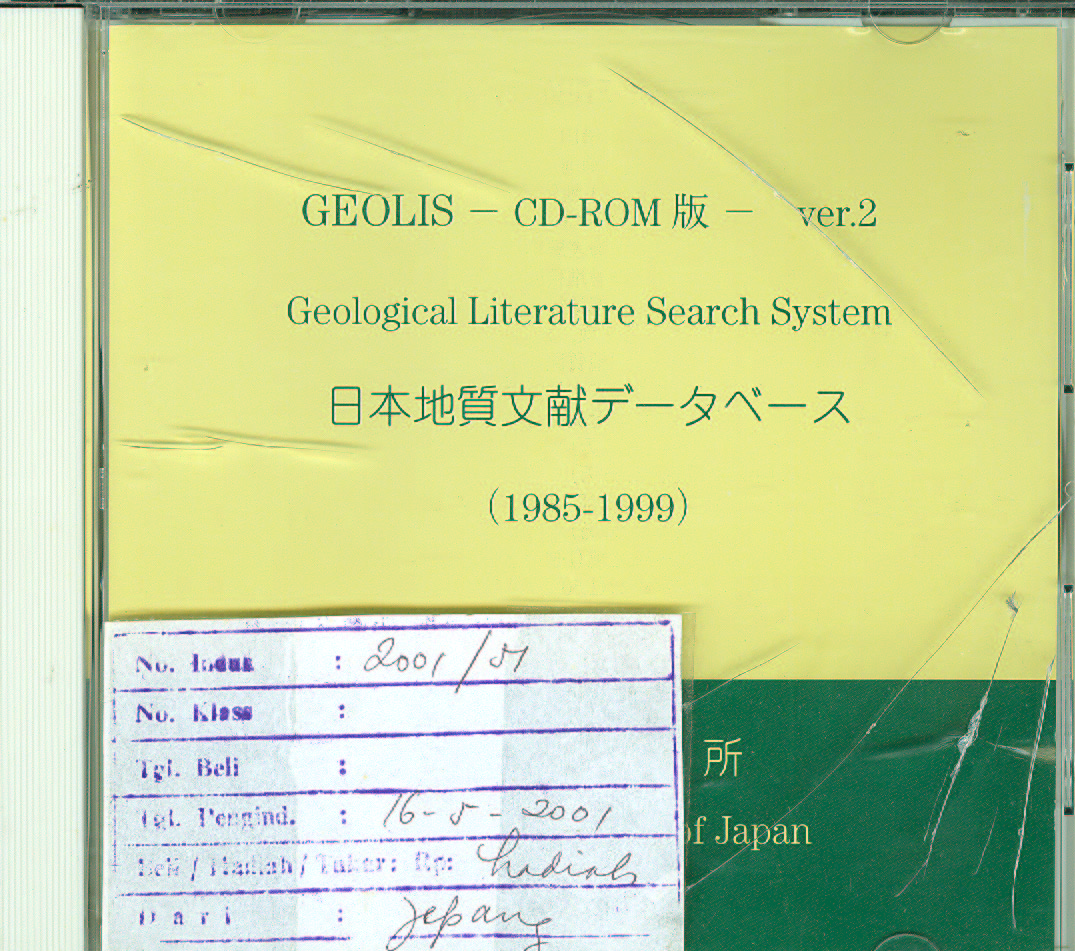 GEOLIS － CD-ROM 版 － ver.2
Geological Literature Search System
日本地質文献データベース
(1985-1999)
所
of Japan
No. Induk : 2001/51
No. Klass :
Tgl. Beli :
Tgl. Pengind. : 16-5-2001
Beli / Hadiah / Tukar: Rp: hadiah
Dari : Jepang